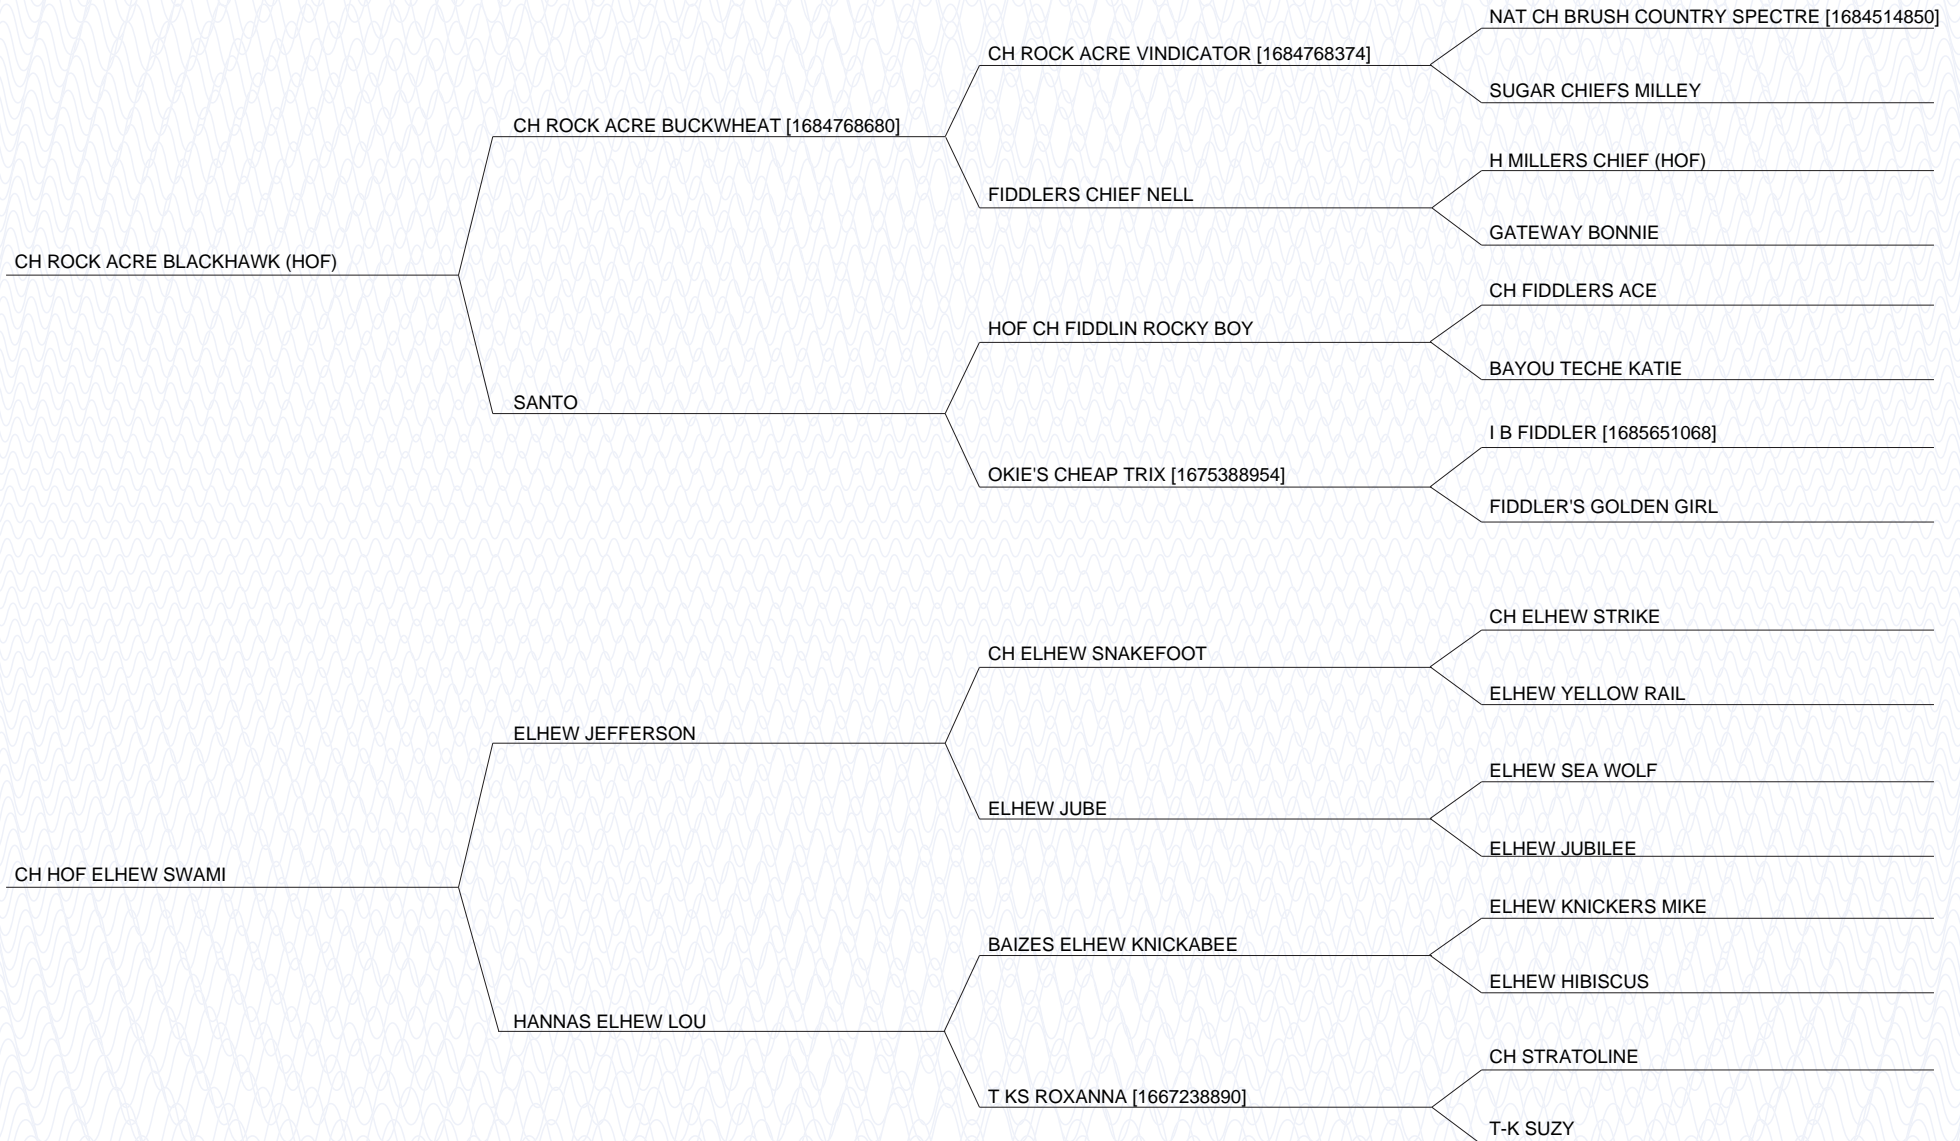 NAT CH BRUSH COUNTRY SPECTRE [1684514850]
CH ROCK ACRE VINDICATOR [1684768374]
SUGAR CHIEFS MILLEY
CH ROCK ACRE BUCKWHEAT [1684768680]
H MILLERS CHIEF (HOF)
FIDDLERS CHIEF NELL
GATEWAY BONNIE
CH ROCK ACRE BLACKHAWK (HOF)
CH FIDDLERS ACE
HOF CH FIDDLIN ROCKY BOY
BAYOU TECHE KATIE
SANTO
I B FIDDLER [1685651068]
OKIE'S CHEAP TRIX [1675388954]
FIDDLER'S GOLDEN GIRL
CH ELHEW STRIKE
CH ELHEW SNAKEFOOT
ELHEW YELLOW RAIL
ELHEW JEFFERSON
ELHEW SEA WOLF
ELHEW JUBE
ELHEW JUBILEE
CH HOF ELHEW SWAMI
ELHEW KNICKERS MIKE
BAIZES ELHEW KNICKABEE
ELHEW HIBISCUS
HANNAS ELHEW LOU
CH STRATOLINE
T KS ROXANNA [1667238890]
T-K SUZY